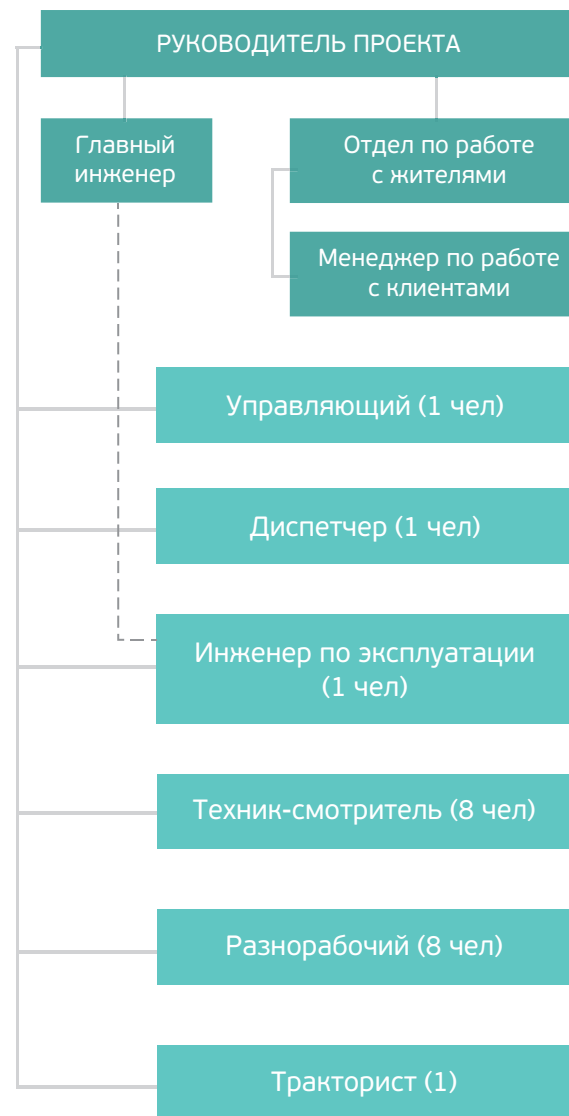 РУКОВОДИТЕЛЬ ПРОЕКТА
Главный
инженер
Отдел по работе
с жителями
Менеджер по работе
с клиентами
Управляющий (1 чел)
Диспетчер (1 чел)
Инженер по эксплуатации
(1 чел)
Техник-смотритель (8 чел)
Разнорабочий (8 чел)
Тракторист (1)